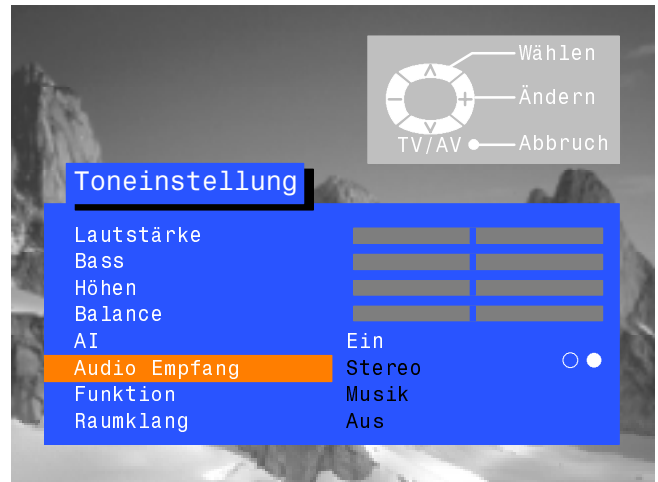 Wählen
Ändern
TV/AV Abbruch
Toneinstellung
Lautstärke
Bass
Höhen
Balance
AI Ein
Audio Empfang Stereo
Funktion Musik
Raumklang Aus